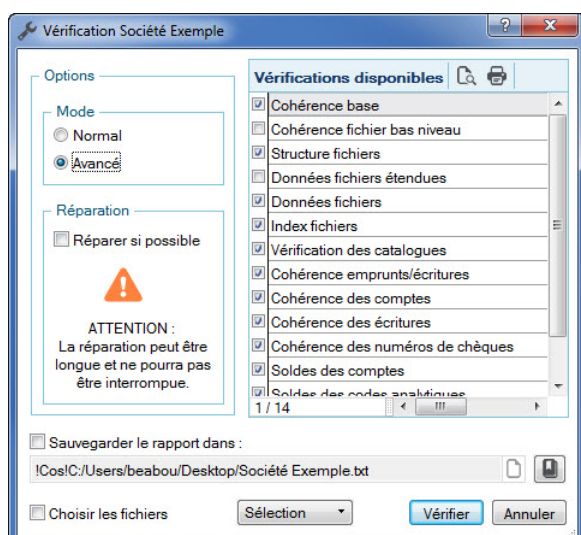 Vérification Société Exemple
Options
Mode
Normal
Avancé
Réparation
Réparer si possible
ATTENTION :
La réparation peut être
longue et ne pourra pas
être interrompue.
Vérifications disponibles
Cohérence base
Cohérence fichier bas niveau
Structure fichiers
Données fichiers étendues
Données fichiers
Index fichiers
Vérification des catalogues
Cohérence emprunts/écritures
Cohérence des comptes
Cohérence des écritures
Cohérence des numéros de chèques
Soldes des comptes
Soldes des codes analytiques
1 / 14
Sauvegarder le rapport dans :
!Cos!C:/Users/beabou/Desktop/Société Exemple.txt
Choisir les fichiers
Sélection
Vérifier
Annuler